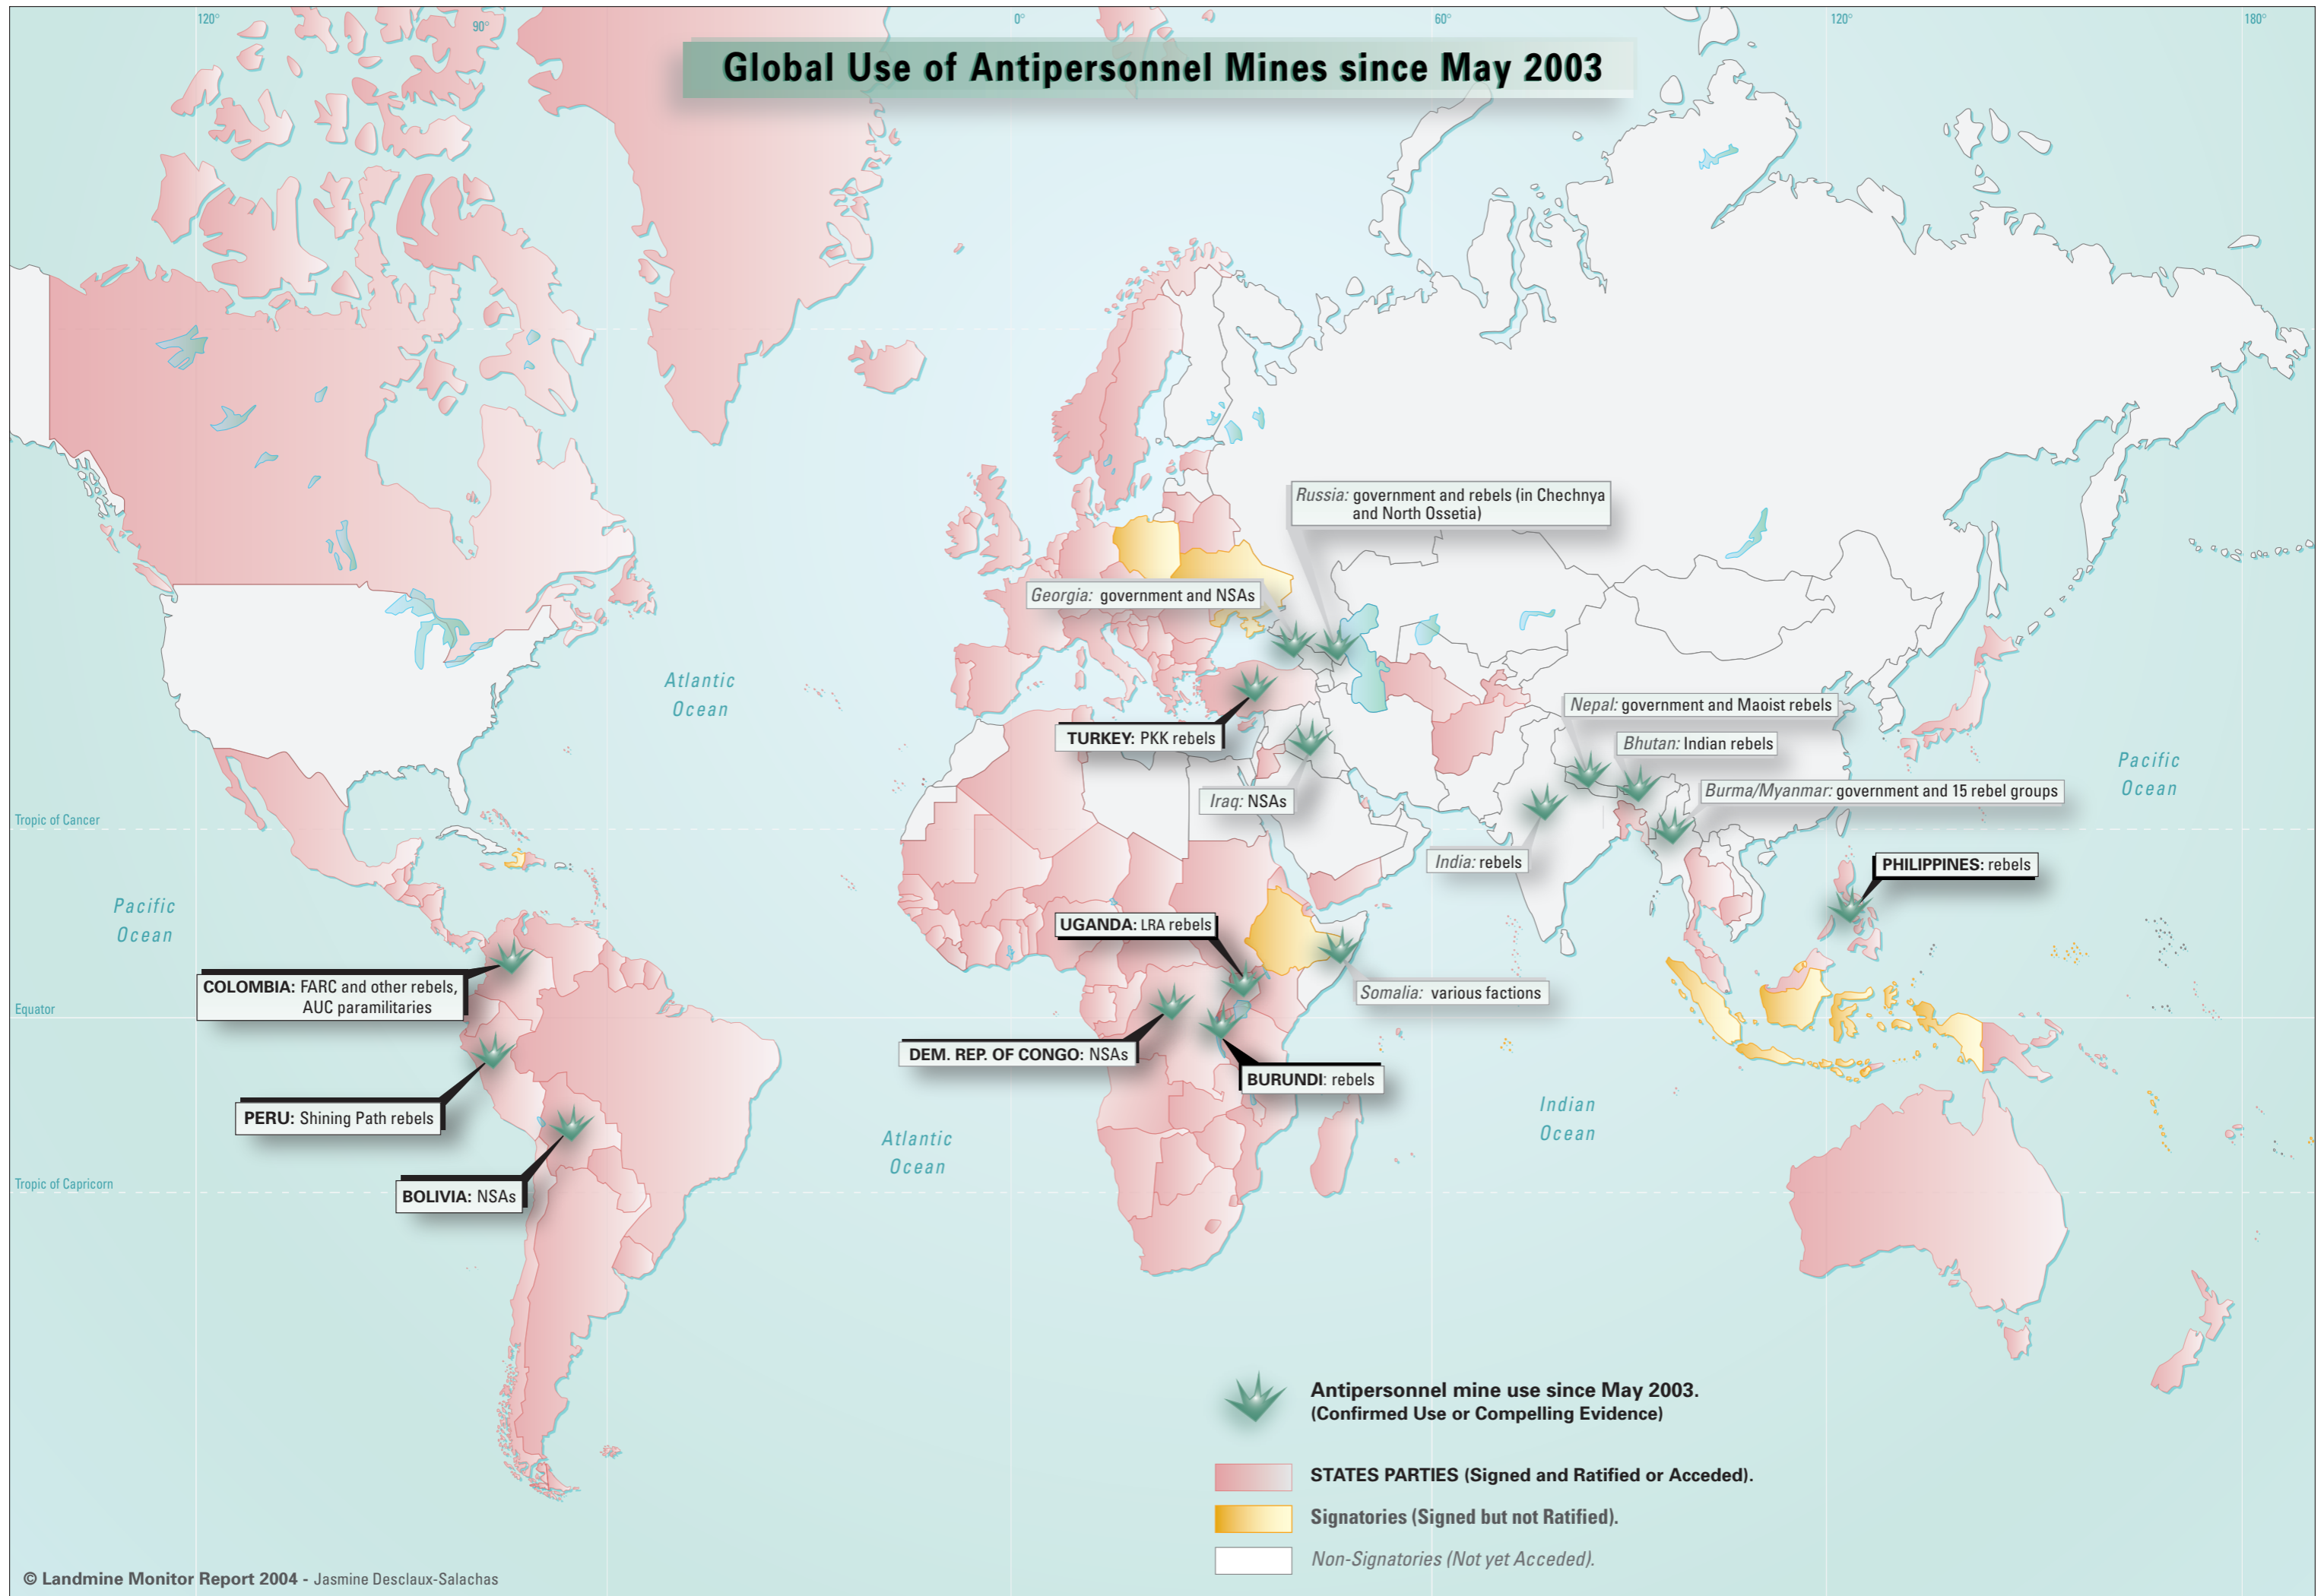 120°
90°
0°
60°
120°
180°
Global Use of Antipersonnel Mines since May 2003
Russia: government and rebels (in Chechnya
and North Ossetia)
Georgia: government and NSAs
Atlantic
Ocean
TURKEY: PKK rebels
Nepal: government and Maoist rebels
Bhutan: Indian rebels
Pacific
Ocean
Iraq: NSAs
Burma/Myanmar: government and 15 rebel groups
Tropic of Cancer
India: rebels
PHILIPPINES: rebels
Pacific
Ocean
UGANDA: LRA rebels
COLOMBIA: FARC and other rebels,
AUC paramilitaries
Somalia: various factions
Equator
DEM. REP. OF CONGO: NSAs
BURUNDI: rebels
PERU: Shining Path rebels
Indian
Ocean
Atlantic
Ocean
Tropic of Capricorn
BOLIVIA: NSAs
Antipersonnel mine use since May 2003.
(Confirmed Use or Compelling Evidence)
STATES PARTIES (Signed and Ratified or Acceded).
Signatories (Signed but not Ratified).
Non-Signatories (Not yet Acceded).
© Landmine Monitor Report 2004 - Jasmine Desclaux-Salachas